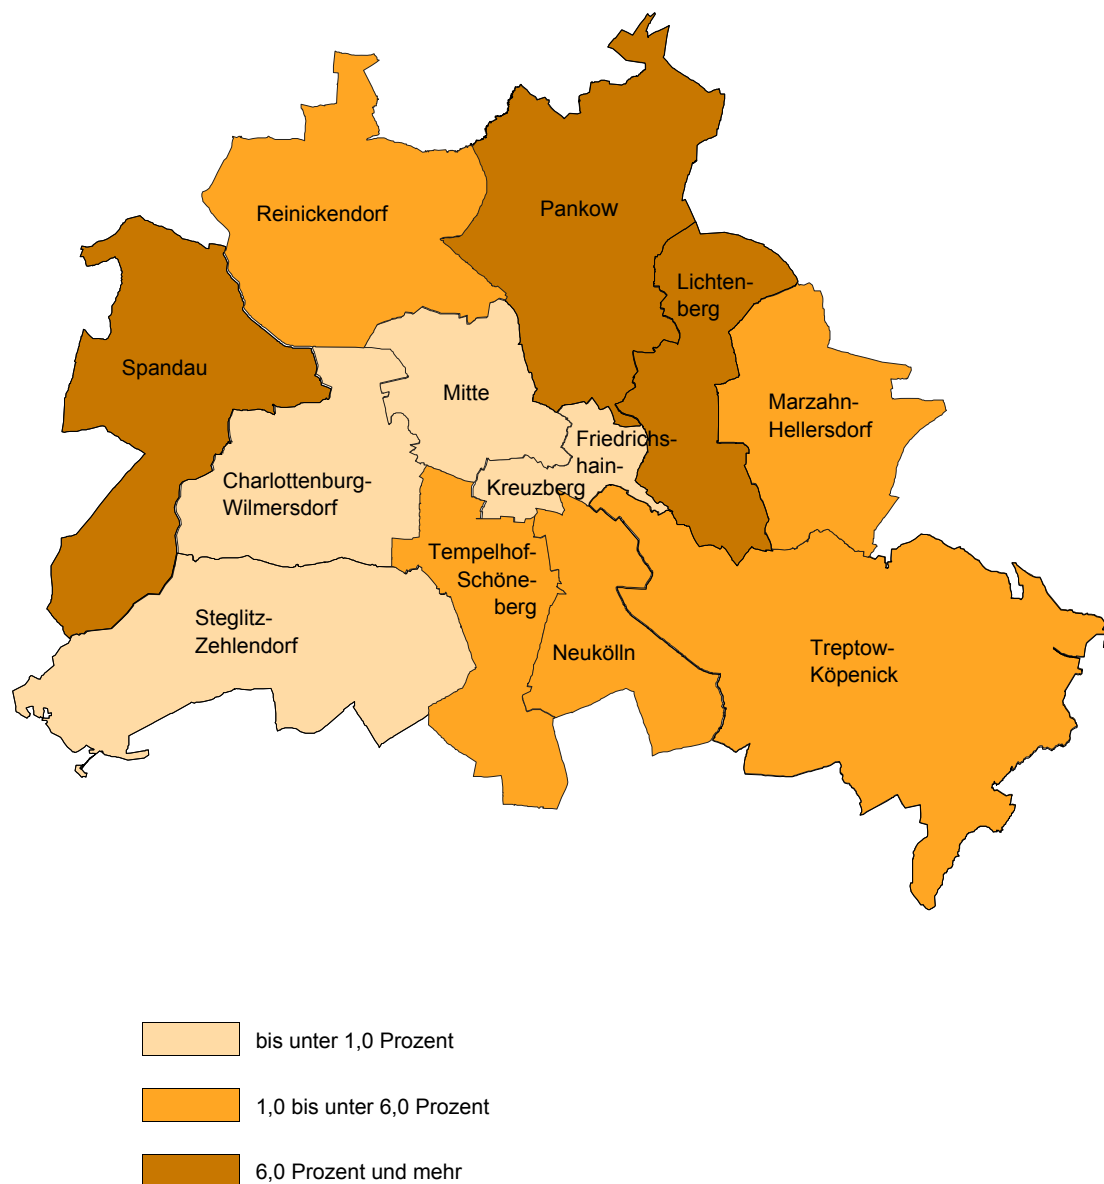 Reinickendorf
Pankow
Lichten-
berg
Spandau
Mitte
Marzahn-
Hellersdorf
Friedrichs-
hain-
Kreuzberg
Charlottenburg-
Wilmersdorf
Tempelhof-
Schöne-
berg
Steglitz-
Zehlendorf
Neukölln
Treptow-
Köpenick
bis unter 1,0 Prozent
1,0 bis unter 6,0 Prozent
6,0 Prozent und mehr